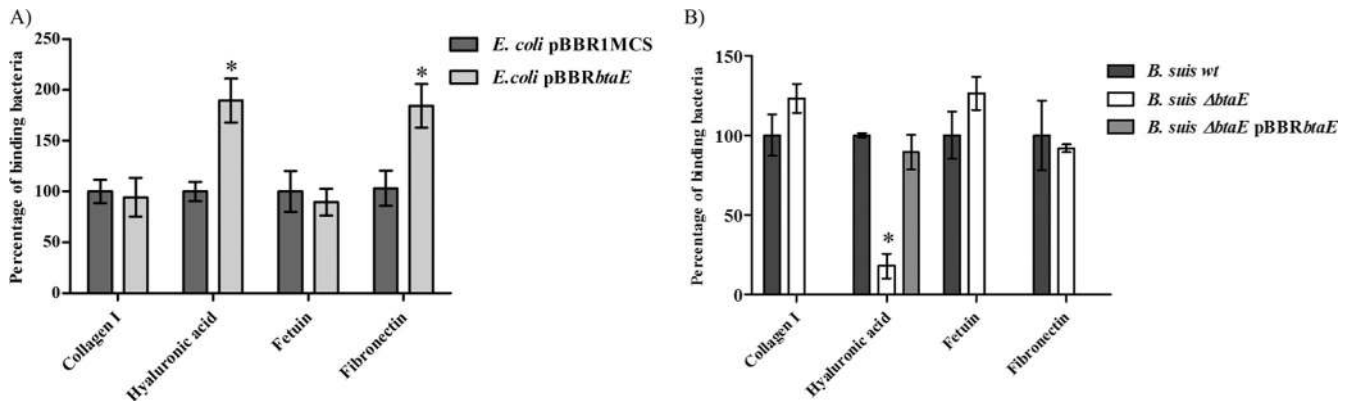 A)
Percentage of binding bacteria
250
200
150
100
50
0
Collagen I
Hyaluronic acid
Fetuin
Fibronectin
*
*
E. coli pBBR1MCS
E.coli pBBRbtaE
B)
Percentage of binding bacteria
150
100
50
0
Collagen I
Hyaluronic acid
Fetuin
Fibronectin
*
B. suis wt
B. suis ΔbtaE
B. suis ΔbtaE pBBRbtaE